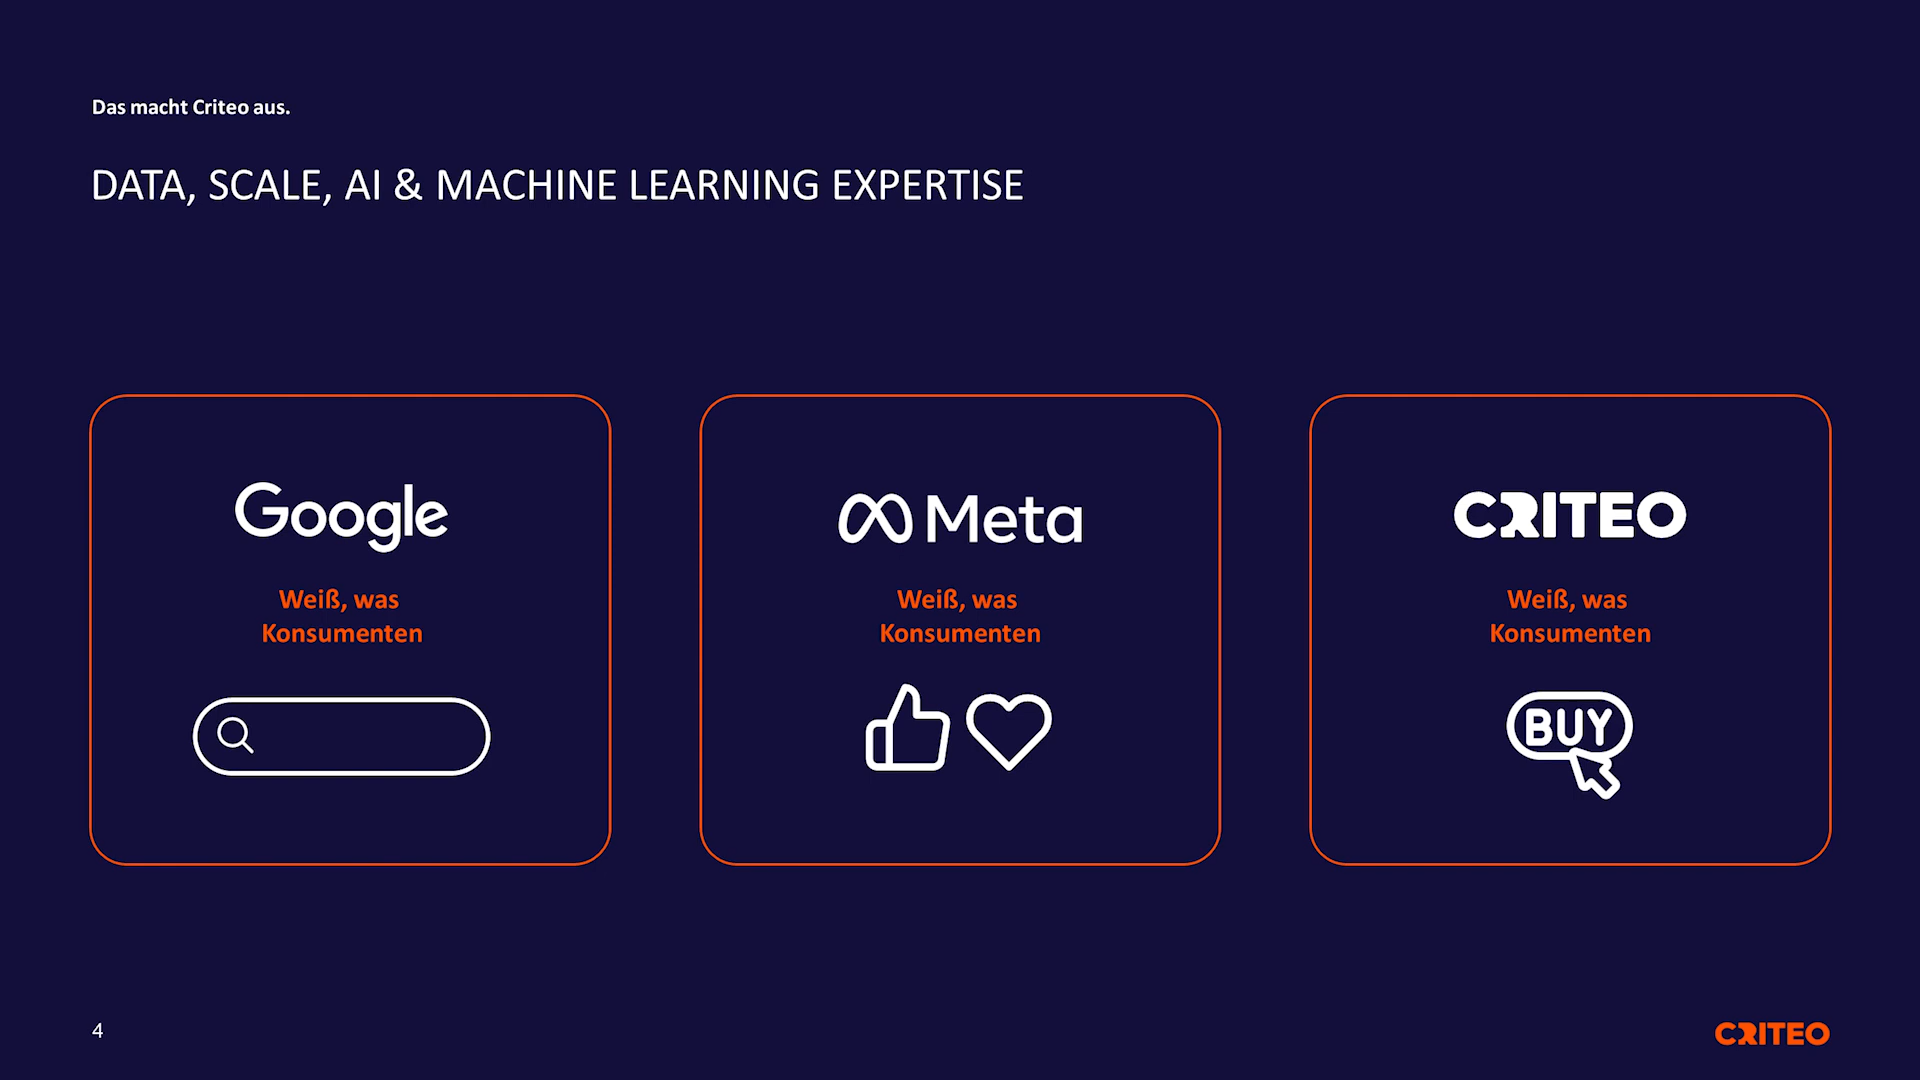 Das macht Criteo aus.
DATA, SCALE, AI & MACHINE LEARNING EXPERTISE
Google
Weiß, was
Konsumenten
Meta
Weiß, was
Konsumenten
CRITEO
Weiß, was
Konsumenten
BUY
4
CRITEO